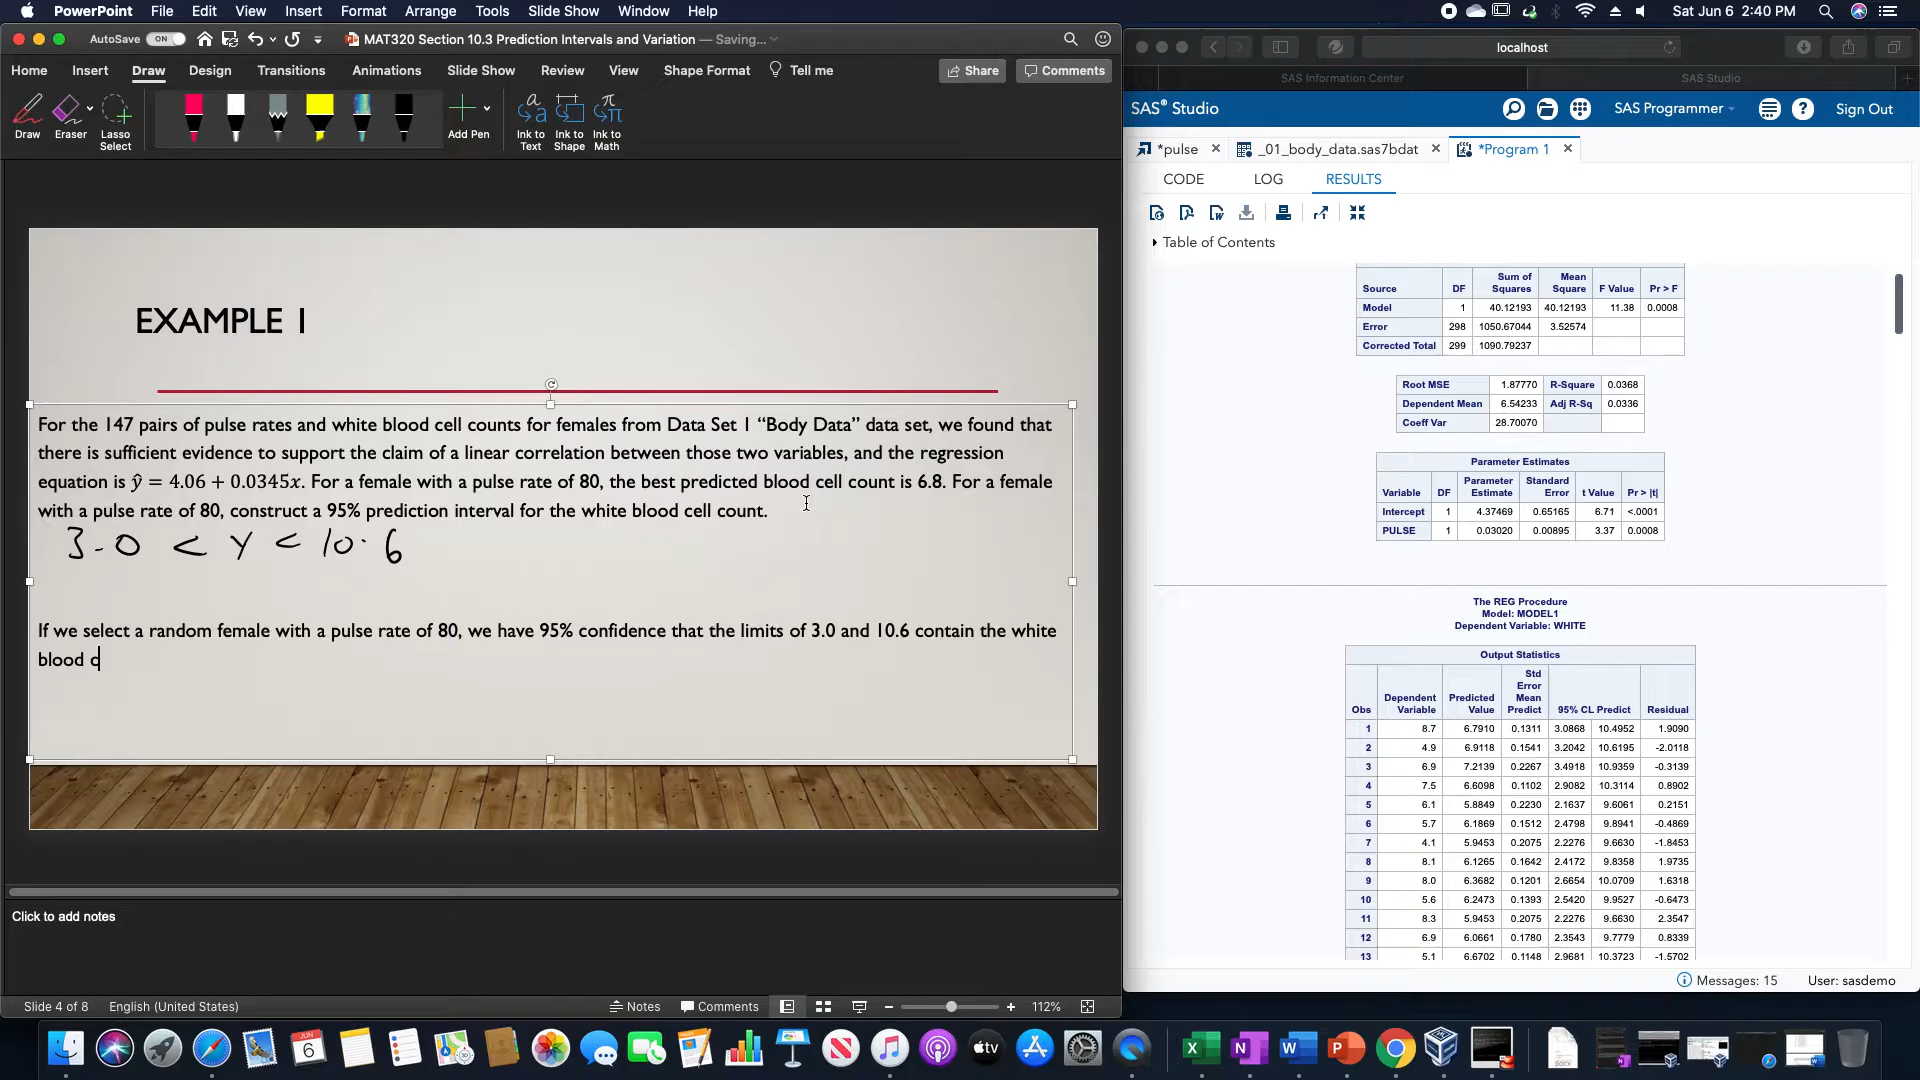 PowerPoint File Edit View Insert Format Arrange Tools Slide Show Window Help
Sat Jun 6 2:40 PM
AutoSave ON
MAT320 Section 10.3 Prediction Intervals and Variation — Saving...
Home Insert Draw Design Transitions Animations Slide Show Review View Shape Format Tell me
Share Comments
Draw Eraser Lasso Select Add Pen Ink to Text Ink to Shape Ink to Math
EXAMPLE 1
For the 147 pairs of pulse rates and white blood cell counts for females from Data Set 1 “Body Data” data set, we found that
there is sufficient evidence to support the claim of a linear correlation between those two variables, and the regression
equation is ŷ = 4.06 + 0.0345x. For a female with a pulse rate of 80, the best predicted blood cell count is 6.8. For a female
with a pulse rate of 80, construct a 95% prediction interval for the white blood cell count.
3.0 < y < 10.6
If we select a random female with a pulse rate of 80, we have 95% confidence that the limits of 3.0 and 10.6 contain the white
blood c
Click to add notes
Slide 4 of 8 English (United States) Notes Comments 112%
localhost
SAS Information Center SAS Studio
SAS® Studio SAS Programmer Sign Out
*pulse _01_body_data.sas7bdat *Program 1
CODE LOG RESULTS
Table of Contents
Source DF Sum of Squares Mean Square F Value Pr > F
Model 1 40.12193 40.12193 11.38 0.0008
Error 298 1050.67044 3.52574
Corrected Total 299 1090.79237
Root MSE 1.87770 R-Square 0.0368
Dependent Mean 6.54233 Adj R-Sq 0.0336
Coeff Var 28.70070
Parameter Estimates
Variable DF Parameter Estimate Standard Error t Value Pr > |t|
Intercept 1 4.37469 0.65165 6.71 <.0001
PULSE 1 0.03020 0.00895 3.37 0.0008
The REG Procedure
Model: MODEL1
Dependent Variable: WHITE
Output Statistics
Obs Dependent Variable Predicted Value Std Error Mean Predict 95% CL Predict Residual
1 8.7 6.7910 0.1311 3.0868 10.4952 1.9090
2 4.9 6.9118 0.1541 3.2042 10.6195 -2.0118
3 6.9 7.2139 0.2267 3.4918 10.9359 -0.3139
4 7.5 6.6098 0.1102 2.9082 10.3114 0.8902
5 6.1 5.8849 0.2230 2.1637 9.6061 0.2151
6 5.7 6.1869 0.1512 2.4798 9.8941 -0.4869
7 4.1 5.9453 0.2075 2.2276 9.6630 -1.8453
8 8.1 6.1265 0.1642 2.4172 9.8358 1.9735
9 8.0 6.3682 0.1201 2.6654 10.0709 1.6318
10 5.6 6.2473 0.1393 2.5420 9.9527 -0.6473
11 8.3 5.9453 0.2075 2.2276 9.6630 2.3547
12 6.9 6.0661 0.1780 2.3543 9.7779 0.8339
13 5.1 6.6702 0.1148 2.9681 10.3723 -1.5702
Messages: 15 User: sasdemo